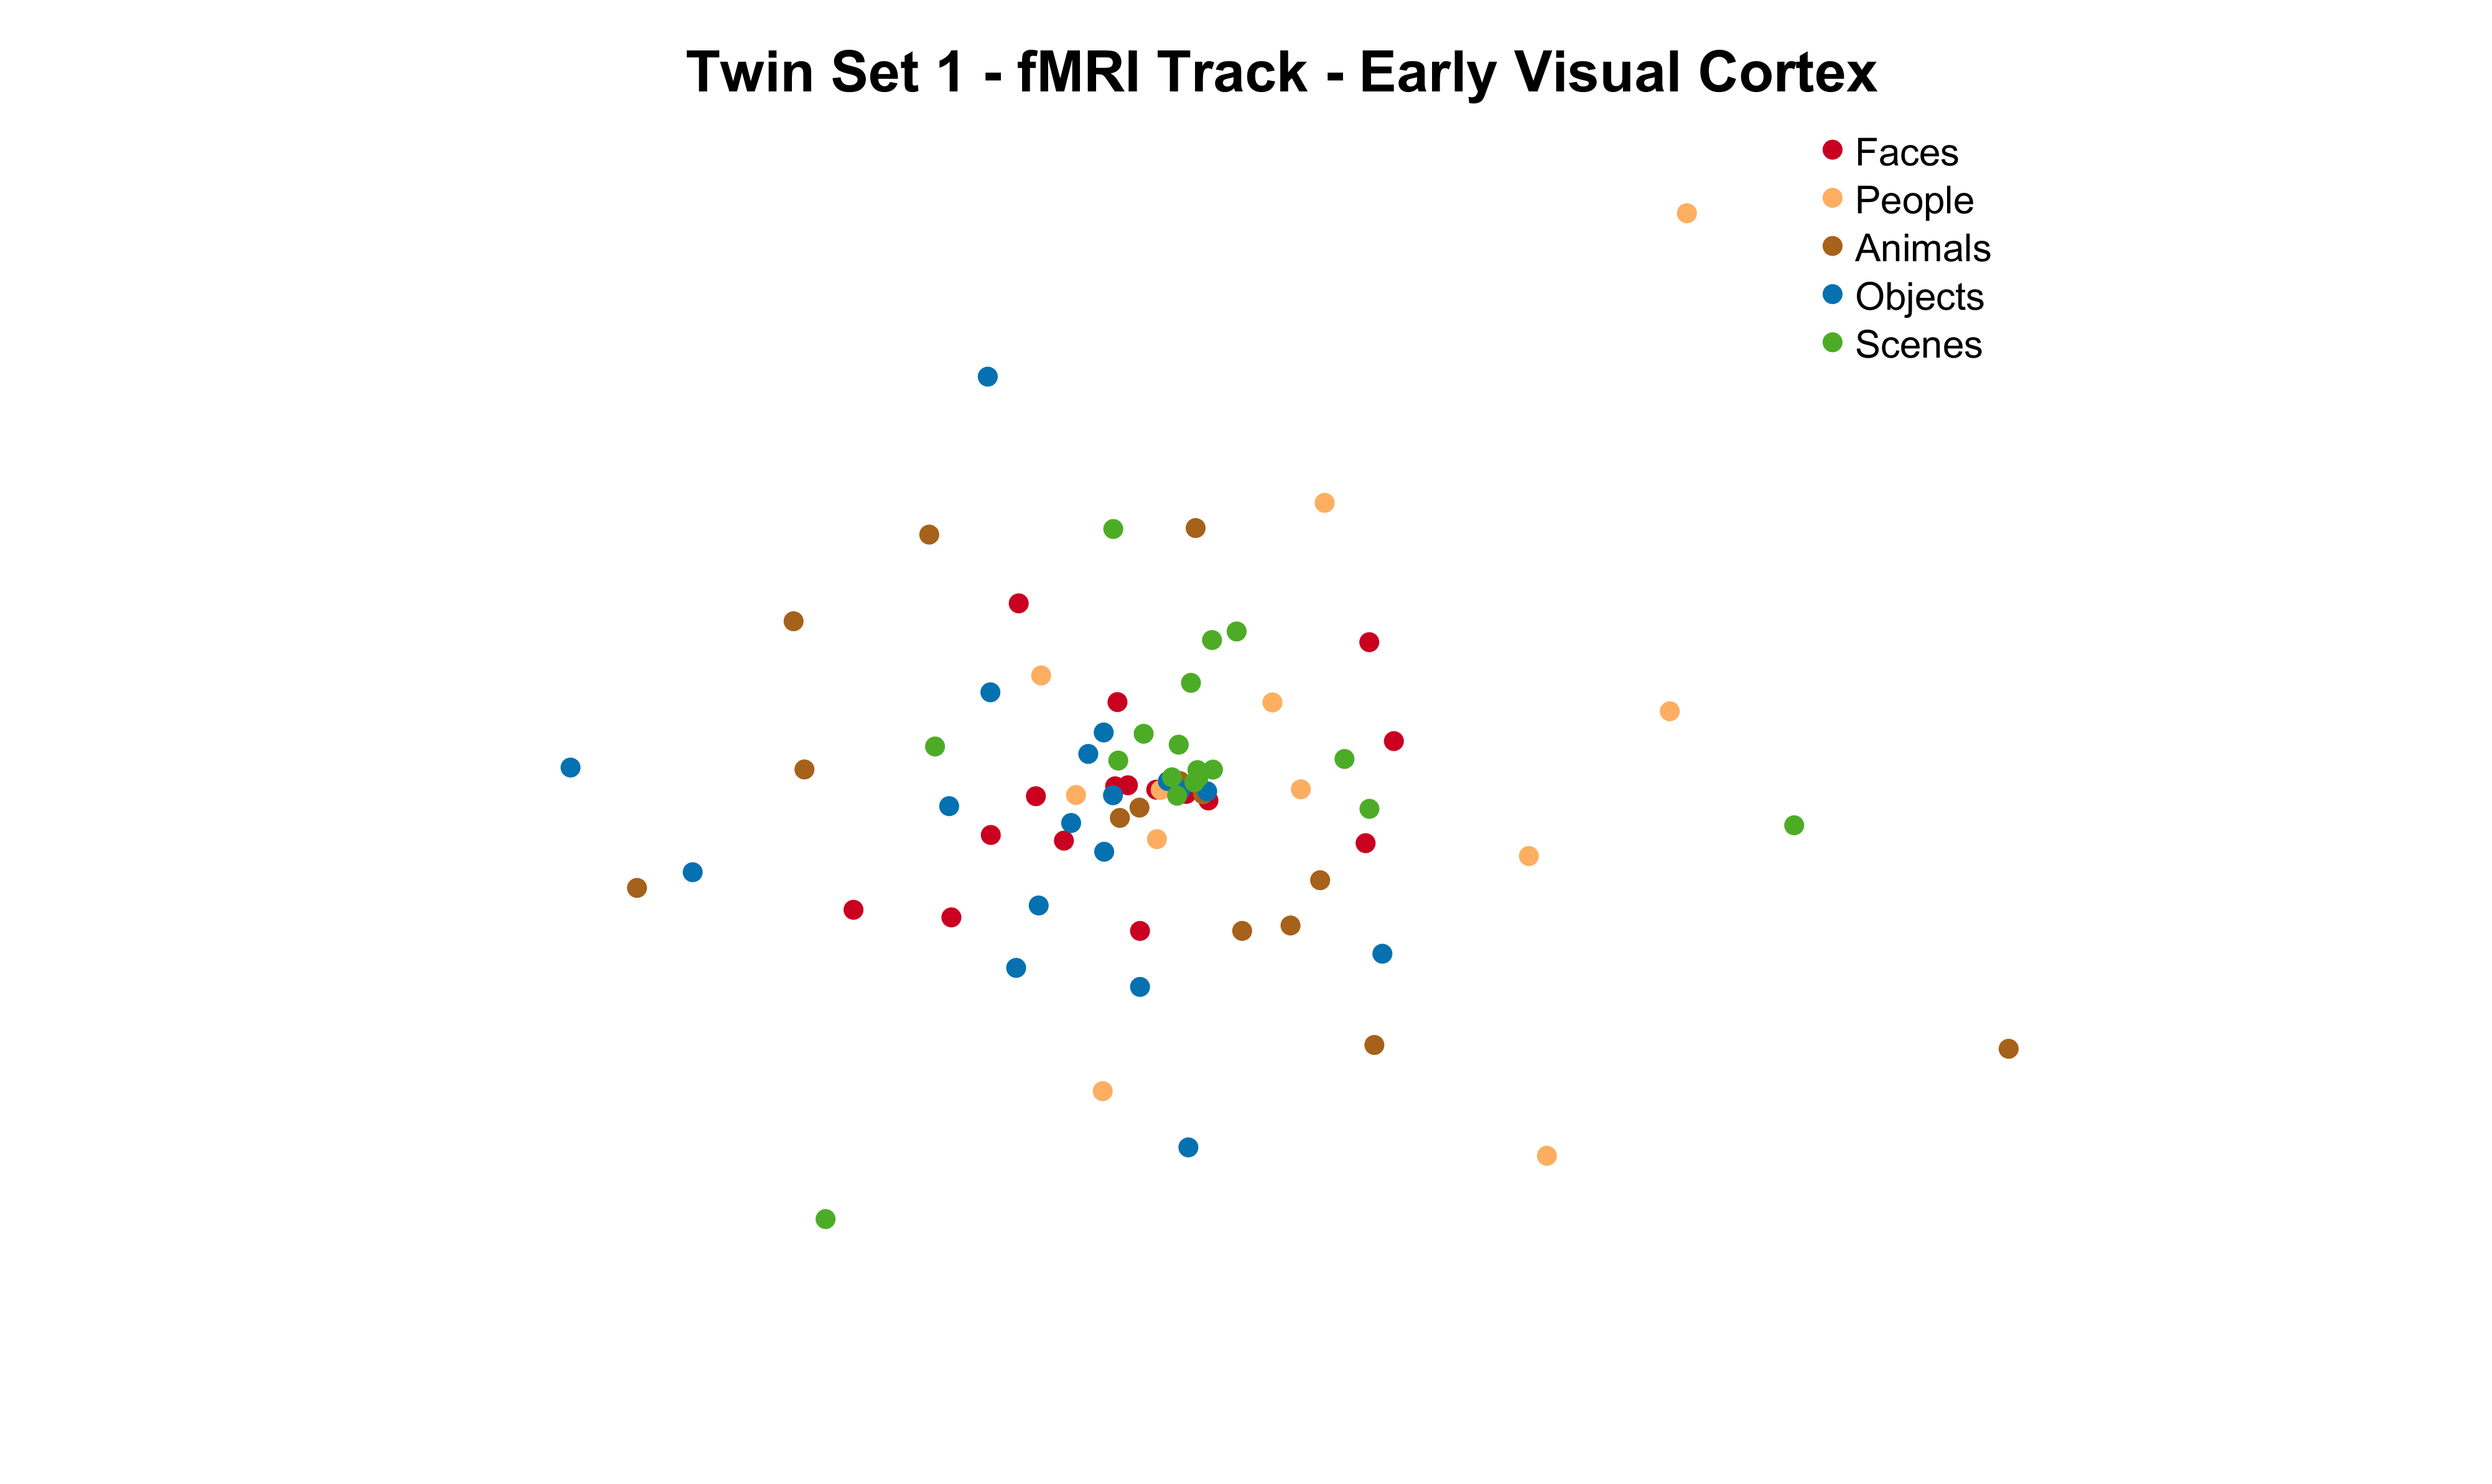 Twin Set 1 - fMRI Track - Early Visual Cortex
Faces
People
Animals
Objects
Scenes